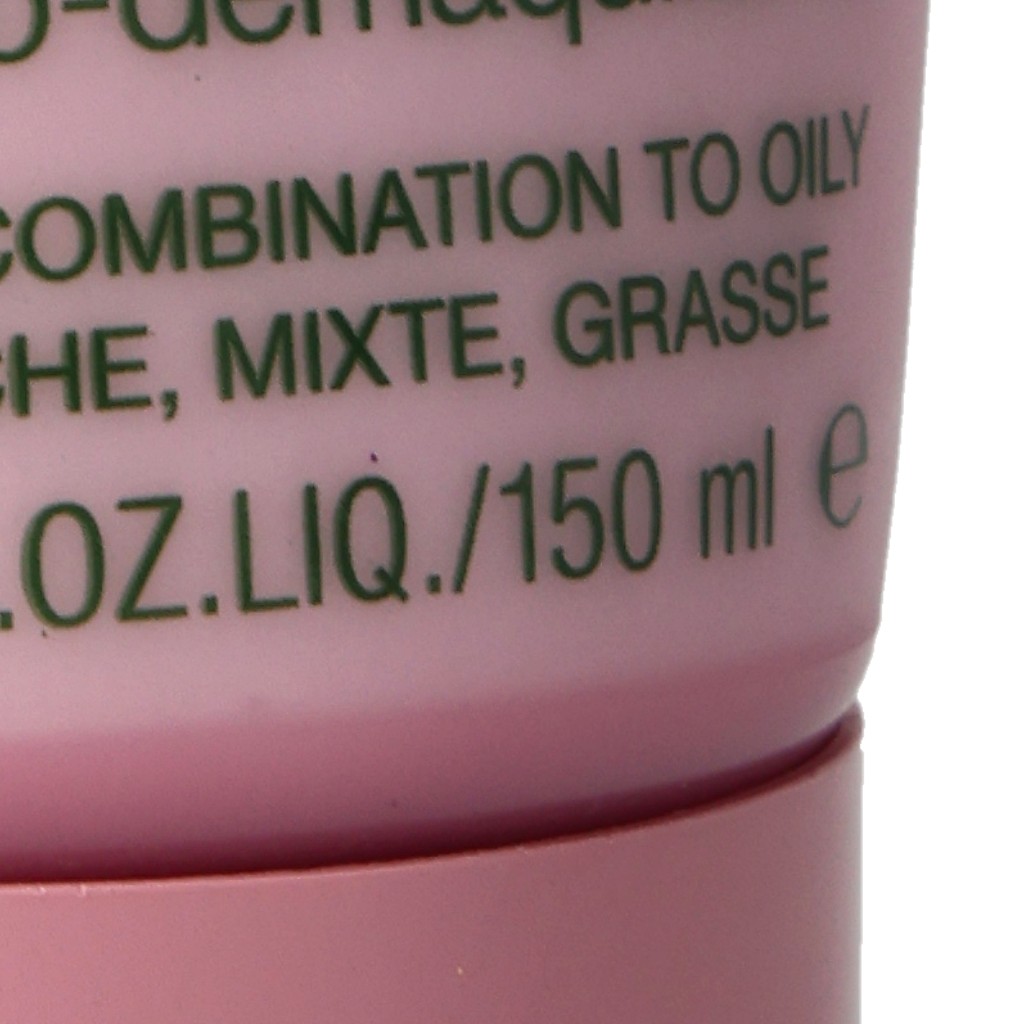 COMBINATION TO OILY
CHE, MIXTE, GRASSE
.OZ.LIQ./150 ml e